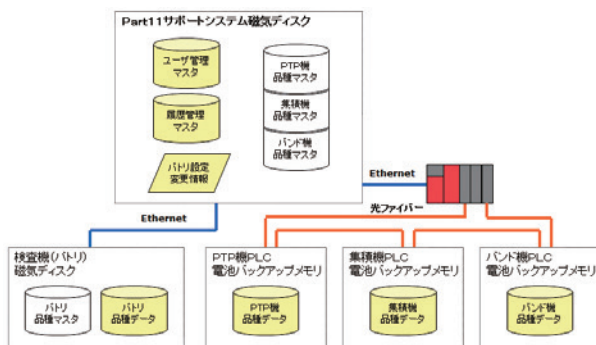 Part11サポートシステム磁気ディスク
ユーザ管理
マスタ
履歴管理
マスタ
パトリ設定
変更情報
PTP機
品種マスタ
集積機
品種マスタ
バンド機
品種マスタ
Ethernet
光ファイバー
Ethernet
検査機(パトリ)
磁気ディスク
パトリ
品種マスタ
パトリ
品種データ
PTP機PLC
電池バックアップメモリ
PTP機
品種データ
集積機PLC
電池バックアップメモリ
集積機
品種データ
バンド機PLC
電池バックアップメモリ
バンド機
品種データ